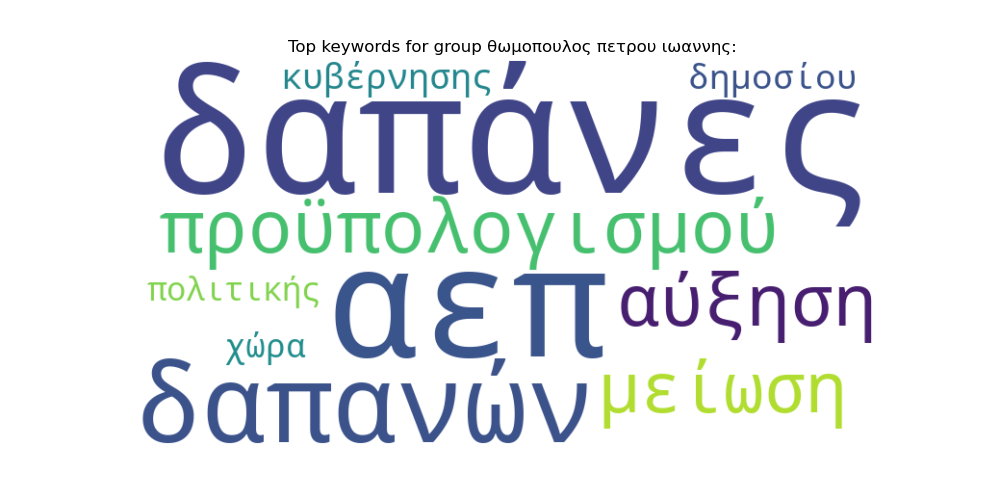 Top keywords for group θωμοπουλος πετρου ιωαννης:
κυβέρνησης δημοσίου
δαπάνες
προϋπολογισμού
πολιτικής αεπ αύξηση
χώρα
δαπανών μείωση